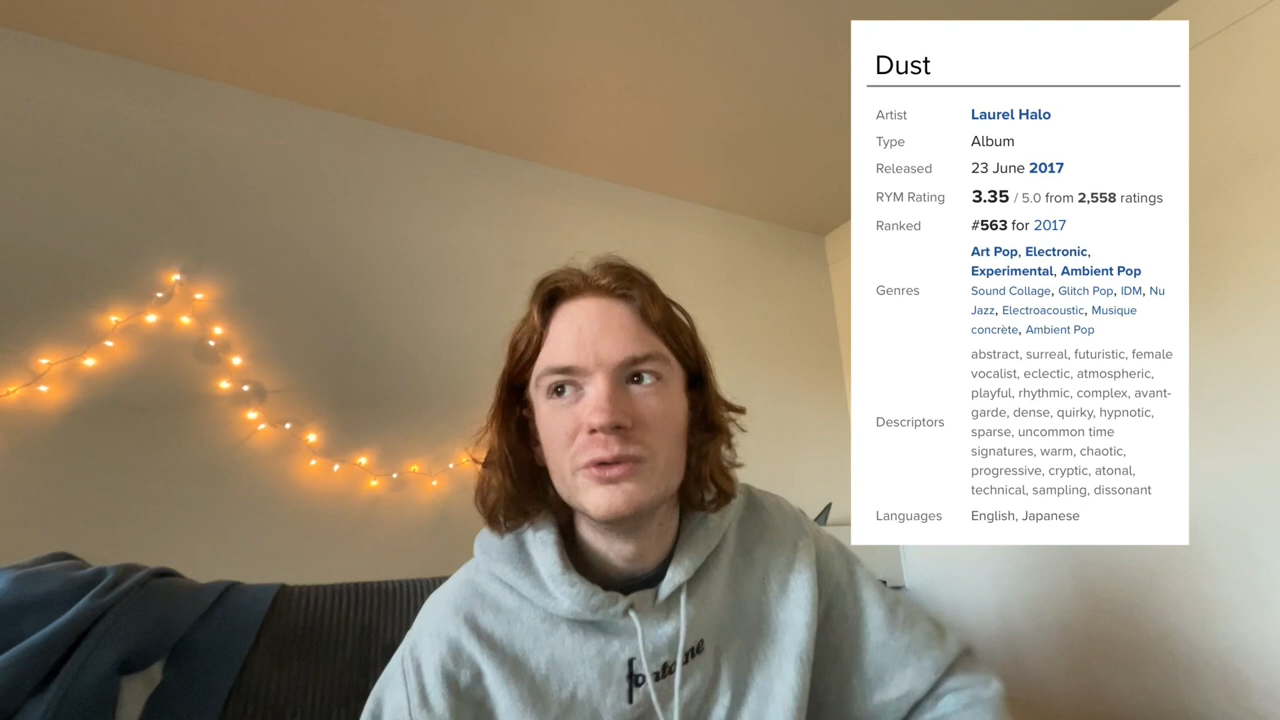 Dust
Artist Laurel Halo
Type Album
Released 23 June 2017
RYM Rating 3.35 / 5.0 from 2,558 ratings
Ranked #563 for 2017
Genres Art Pop, Electronic,
Experimental, Ambient Pop
Sound Collage, Glitch Pop, IDM, Nu
Jazz, Electroacoustic, Musique
concrète, Ambient Pop
Descriptors abstract, surreal, futuristic, female
vocalist, eclectic, atmospheric,
playful, rhythmic, complex, avant-
garde, dense, quirky, hypnotic,
sparse, uncommon time
signatures, warm, chaotic,
progressive, cryptic, atonal,
technical, sampling, dissonant
Languages English, Japanese